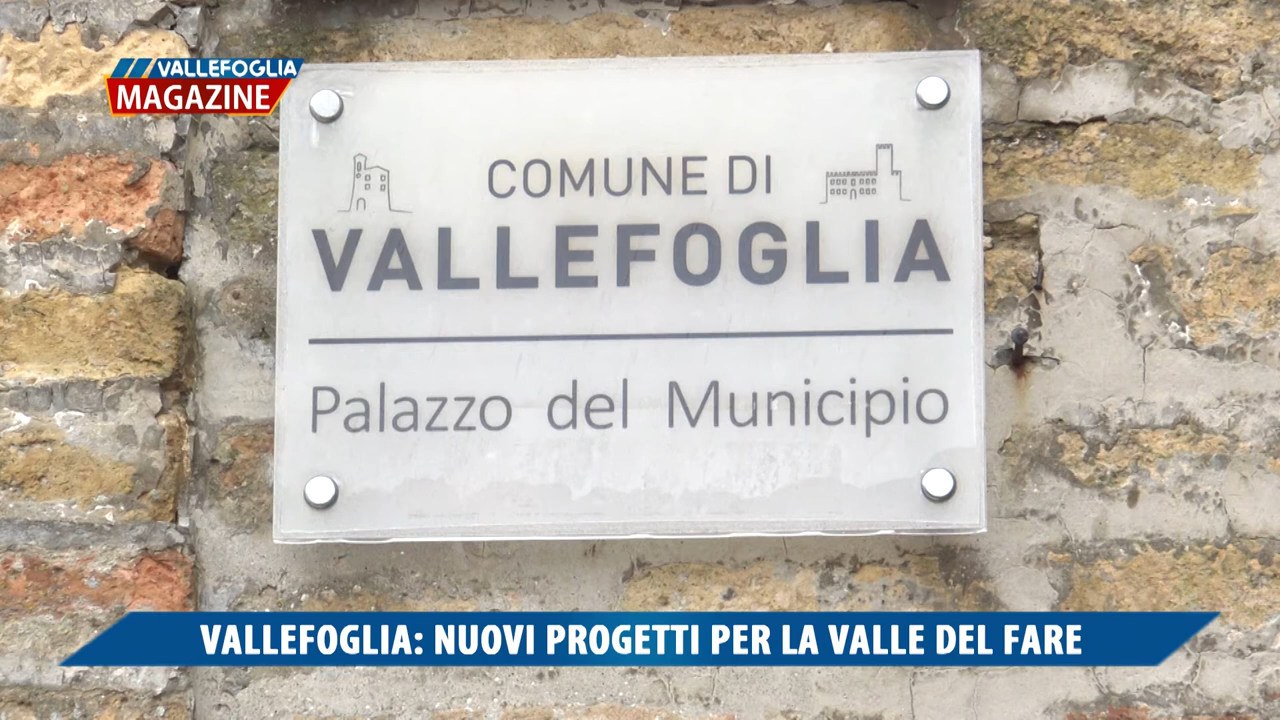 VALLEFOGLIA
MAGAZINE
COMUNE DI
VALLEFOGLIA
Palazzo del Municipio
VALLEFOGLIA: NUOVI PROGETTI PER LA VALLE DEL FARE